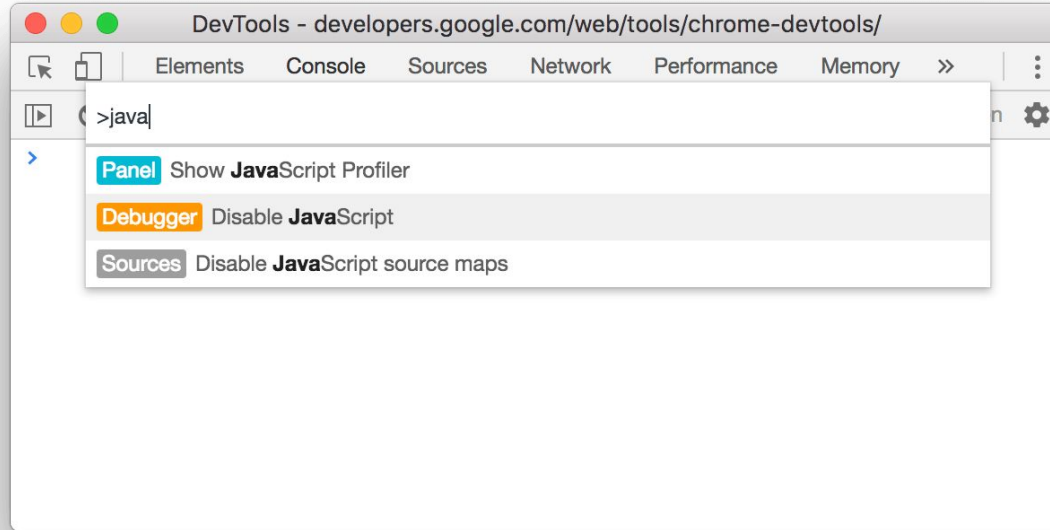 DevTools - developers.google.com/web/tools/chrome-devtools/
Elements Console Sources Network Performance Memory »
>java
Panel Show JavaScript Profiler
Debugger Disable JavaScript
Sources Disable JavaScript source maps